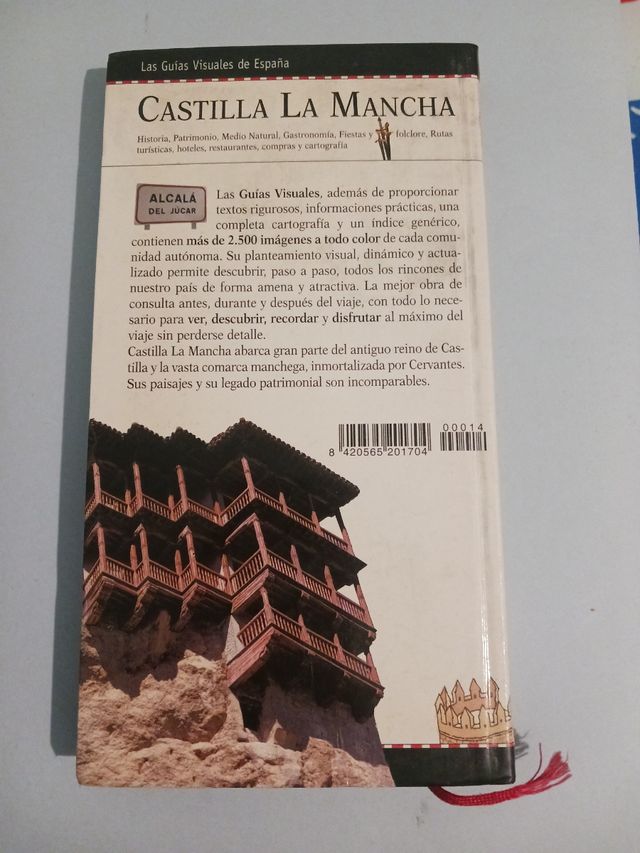 Las Guías Visuales de España
CASTILLA LA MANCHA
Historia, Patrimonio, Medio Natural, Gastronomía, Fiestas y folclore, Rutas
turísticas, hoteles, restaurantes, compras y cartografía
ALCALÁ
DEL JÚCAR
Las Guías Visuales, además de proporcionar
textos rigurosos, informaciones prácticas, una
completa cartografía y un índice genérico,
contienen más de 2.500 imágenes a todo color de cada comu-
nidad autónoma. Su planteamiento visual, dinámico y actua-
lizado permite descubrir, paso a paso, todos los rincones de
nuestro país de forma amena y atractiva. La mejor obra de
consulta antes, durante y después del viaje, con todo lo nece-
sario para ver, descubrir, recordar y disfrutar al máximo del
viaje sin perderse detalle.
Castilla La Mancha abarca gran parte del antiguo reino de Cas-
tilla y la vasta comarca manchega, inmortalizada por Cervantes.
Sus paisajes y su legado patrimonial son incomparables.
00014
8 420565 201704